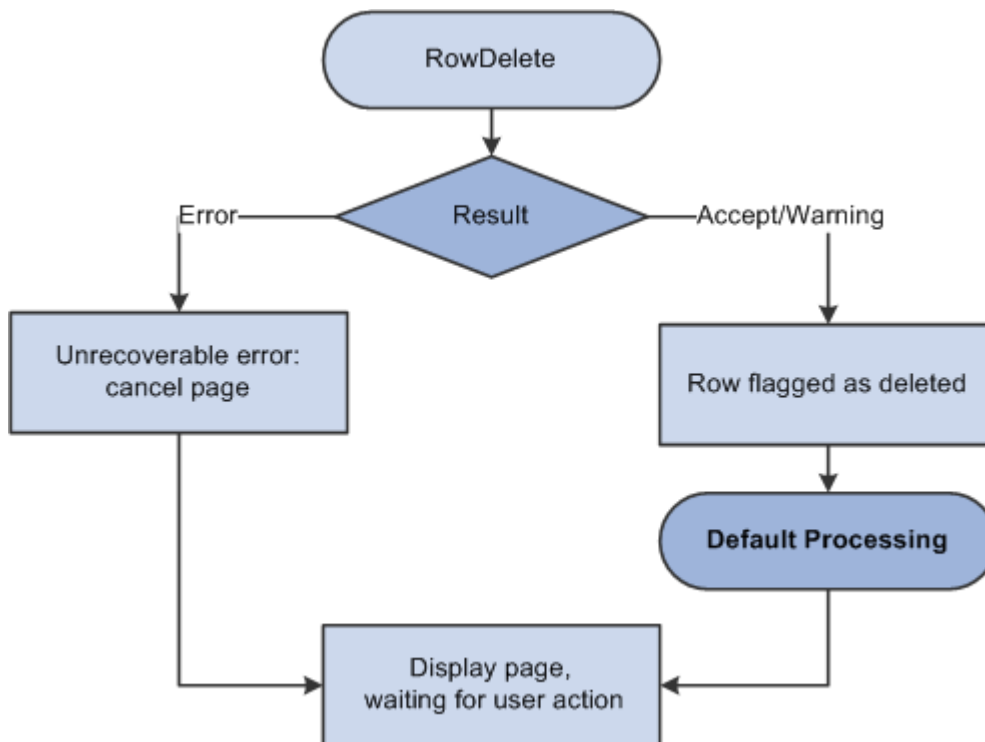 RowDelete
Result
Error
Accept/Warning
Unrecoverable error:
cancel page
Row flagged as deleted
Default Processing
Display page,
waiting for user action